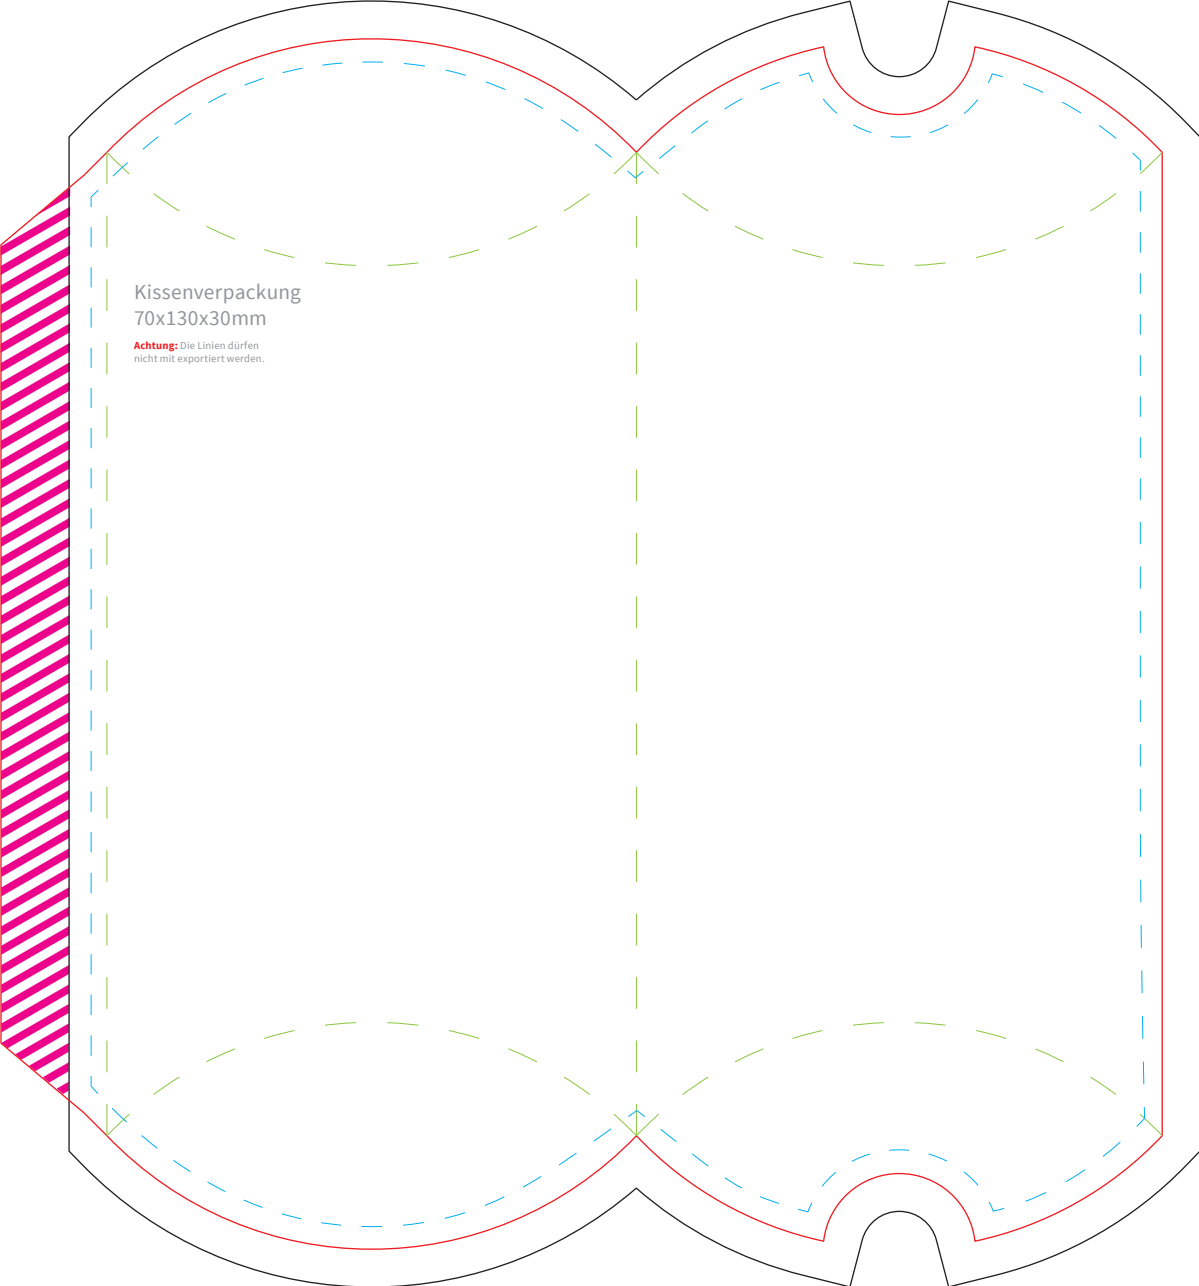 Kissenverpackung
70x130x30mm
Achtung: Die Linien dürfen
nicht mit exportiert werden.